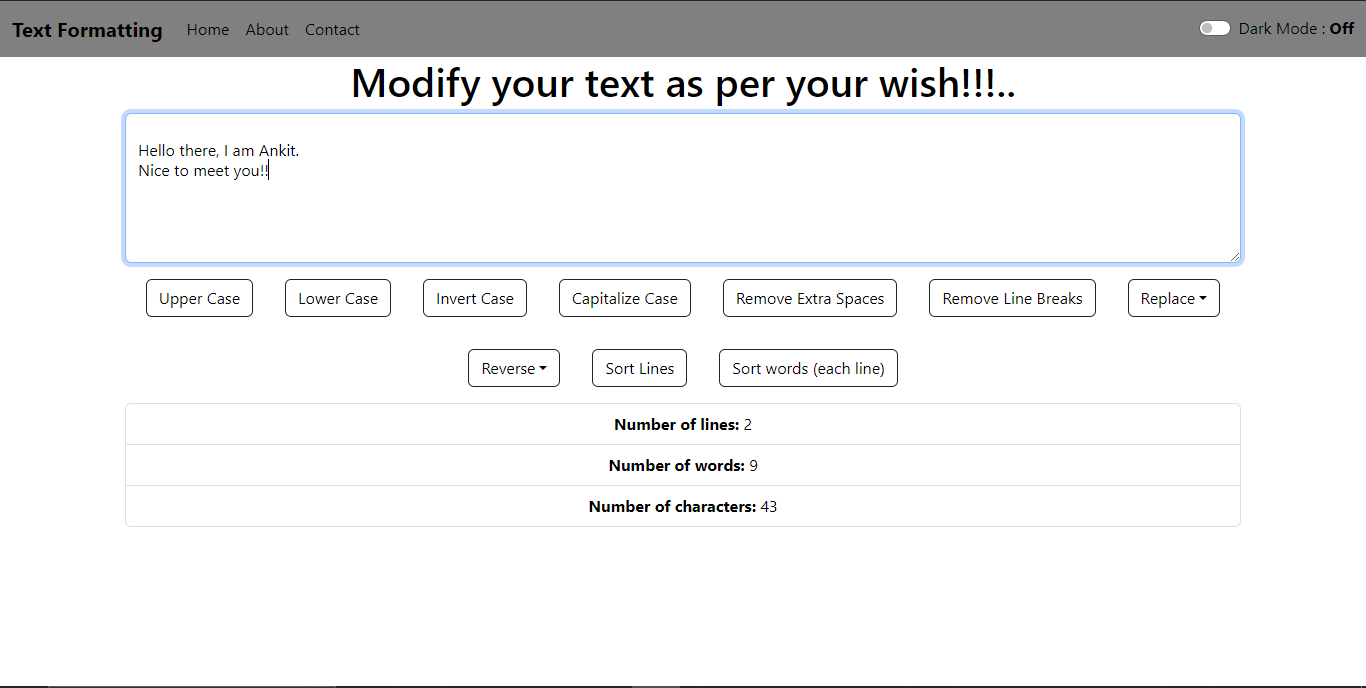 Text Formatting Home About Contact Dark Mode : Off
Modify your text as per your wish!!!..
Hello there, I am Ankit.
Nice to meet you!!
Upper Case Lower Case Invert Case Capitalize Case Remove Extra Spaces Remove Line Breaks Replace
Reverse Sort Lines Sort words (each line)
Number of lines: 2
Number of words: 9
Number of characters: 43